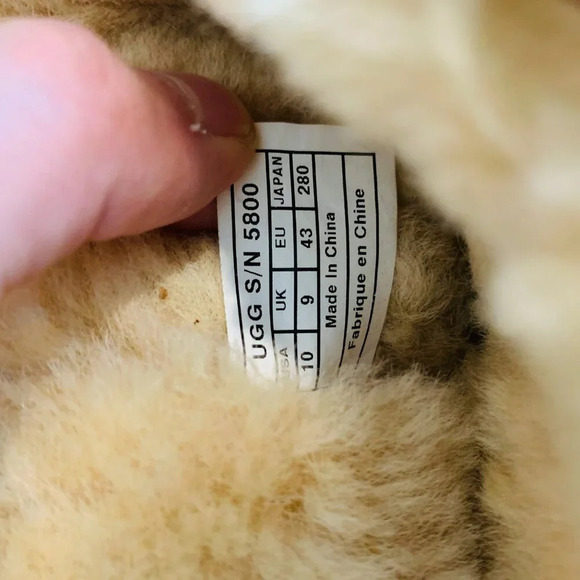 UGG S/N 5800
USA UK EU JAPAN
10 9 43 280
Made In China
Fabrique en Chine